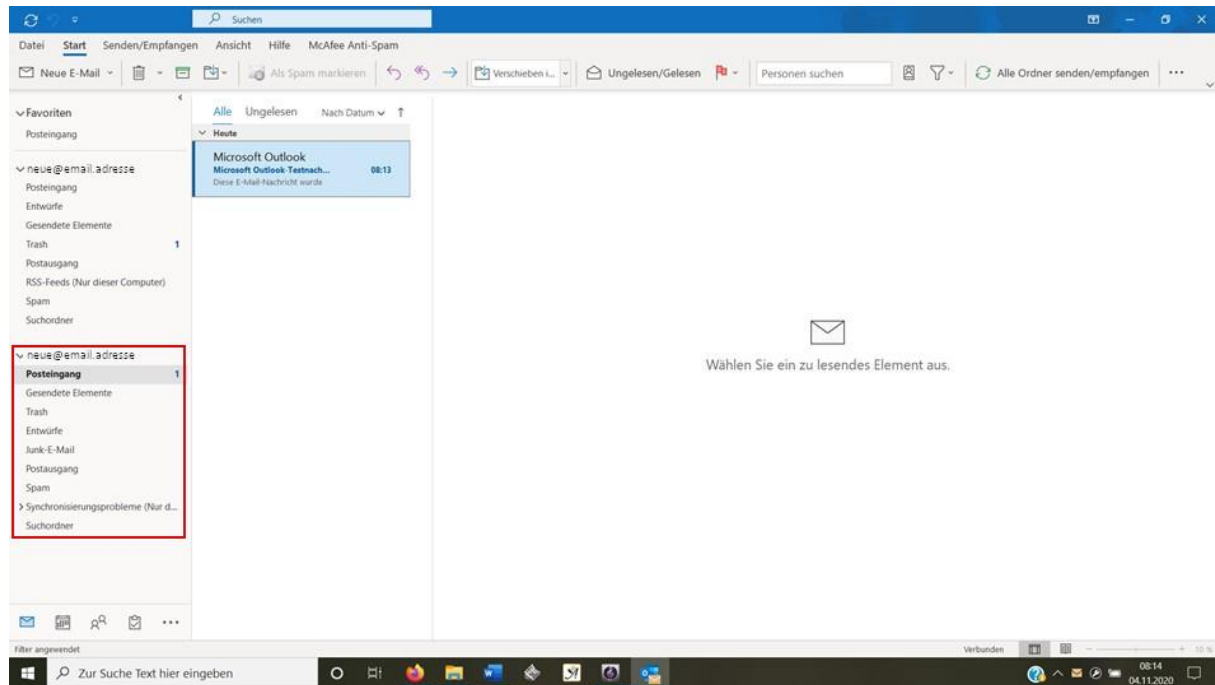 Suchen
Datei Start Senden/Empfangen Ansicht Hilfe McAfee Anti-Spam
Neue E-Mail Als Spam markieren Verschieben i... Ungelesen/Gelesen Personen suchen Alle Ordner senden/empfangen ...
Favoriten
Posteingang
neue@email.adresse
Posteingang
Entwürfe
Gesendete Elemente
Trash 1
Postausgang
RSS-Feeds (Nur dieser Computer)
Spam
Suchordner
neue@email.adresse
Posteingang 1
Gesendete Elemente
Trash
Entwürfe
Junk-E-Mail
Postausgang
Spam
Synchronisierungsprobleme (Nur d...
Suchordner
Alle Ungelesen Nach Datum
Heute
Microsoft Outlook
Microsoft Outlook-Testnach... 08:13
Diese E-Mail-Nachricht wurde
Wählen Sie ein zu lesendes Element aus.
Filter angewendet
Verbunden
10 %
Zur Suche Text hier eingeben
08:14
04.11.2020